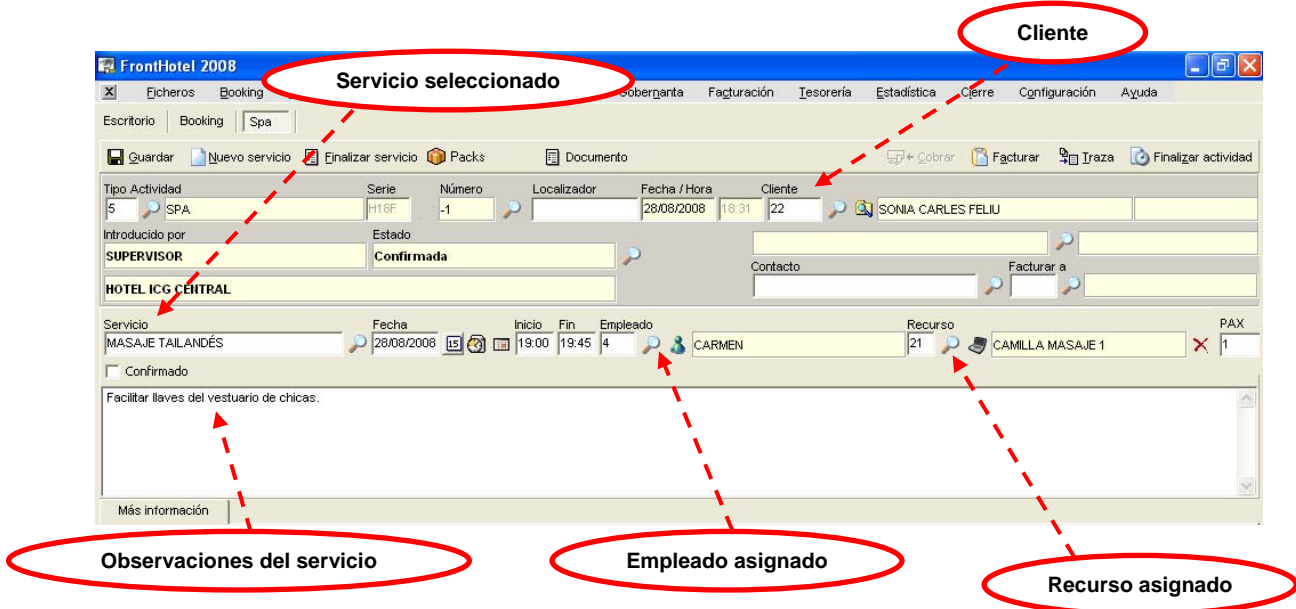 Cliente
FrontHotel 2008
Servicio seleccionado
X Ficheros Booking Gobernanta Facturación Tesorería Estadística Cierre Configuración Ayuda
Escritorio Booking Spa
Guardar Nuevo servicio Finalizar servicio Packs Documento Cobrar Facturar Traza Finalizar actividad
Tipo Actividad Serie Número Localizador Fecha / Hora Cliente
5 SPA H18F -1 28/08/2008 18:31 22 SONIA CARLES FELIU
Introducido por Estado
SUPERVISOR Confirmada
Contacto Facturar a
HOTEL ICG CENTRAL
Servicio Fecha Inicio Fin Empleado Recurso PAX
MASAJE TAILANDÉS 28/08/2008 15 19:00 19:45 4 CARMEN 21 CAMILLA MASAJE 1 1
Confirmado
Facilitar llaves del vestuario de chicas.
Más información
Observaciones del servicio
Empleado asignado
Recurso asignado